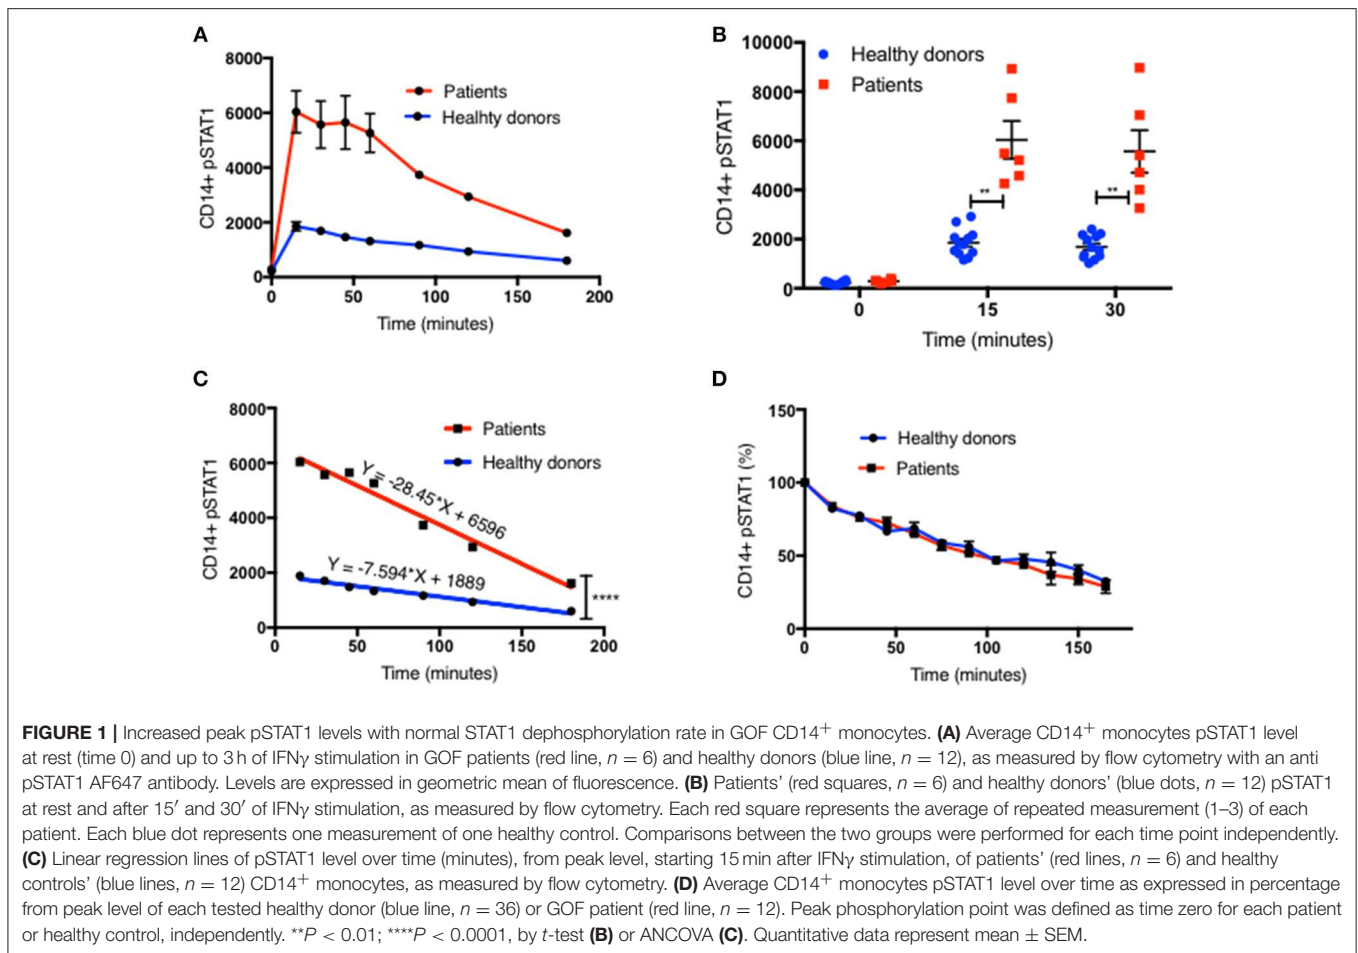 A
8000
6000
4000
2000
0
CD14+ pSTAT1
Patients
Healhty donors
0 50 100 150 200
Time (minutes)
B
10000
8000
6000
4000
2000
0
CD14+ pSTAT1
Healthy donors
Patients
**
**
0 15 30
Time (minutes)
C
8000
6000
4000
2000
0
CD14+ pSTAT1
Patients
Healthy donors
Y = -28.45*X + 6596
Y = -7.594*X + 1889
****
0 50 100 150 200
Time (minutes)
D
150
100
50
0
CD14+ pSTAT1 (%)
Healthy donors
Patients
0 50 100 150
Time (minutes)
FIGURE 1 | Increased peak pSTAT1 levels with normal STAT1 dephosphorylation rate in GOF CD14+ monocytes. (A) Average CD14+ monocytes pSTAT1 level
at rest (time 0) and up to 3 h of IFNγ stimulation in GOF patients (red line, n = 6) and healthy donors (blue line, n = 12), as measured by flow cytometry with an anti
pSTAT1 AF647 antibody. Levels are expressed in geometric mean of fluorescence. (B) Patients' (red squares, n = 6) and healthy donors' (blue dots, n = 12) pSTAT1
at rest and after 15′ and 30′ of IFNγ stimulation, as measured by flow cytometry. Each red square represents the average of repeated measurement (1–3) of each
patient. Each blue dot represents one measurement of one healthy control. Comparisons between the two groups were performed for each time point independently.
(C) Linear regression lines of pSTAT1 level over time (minutes), from peak level, starting 15 min after IFNγ stimulation, of patients' (red lines, n = 6) and healthy
controls' (blue lines, n = 12) CD14+ monocytes, as measured by flow cytometry. (D) Average CD14+ monocytes pSTAT1 level over time as expressed in percentage
from peak level of each tested healthy donor (blue line, n = 36) or GOF patient (red line, n = 12). Peak phosphorylation point was defined as time zero for each patient
or healthy control, independently. **P < 0.01; ****P < 0.0001, by t-test (B) or ANCOVA (C). Quantitative data represent mean ± SEM.